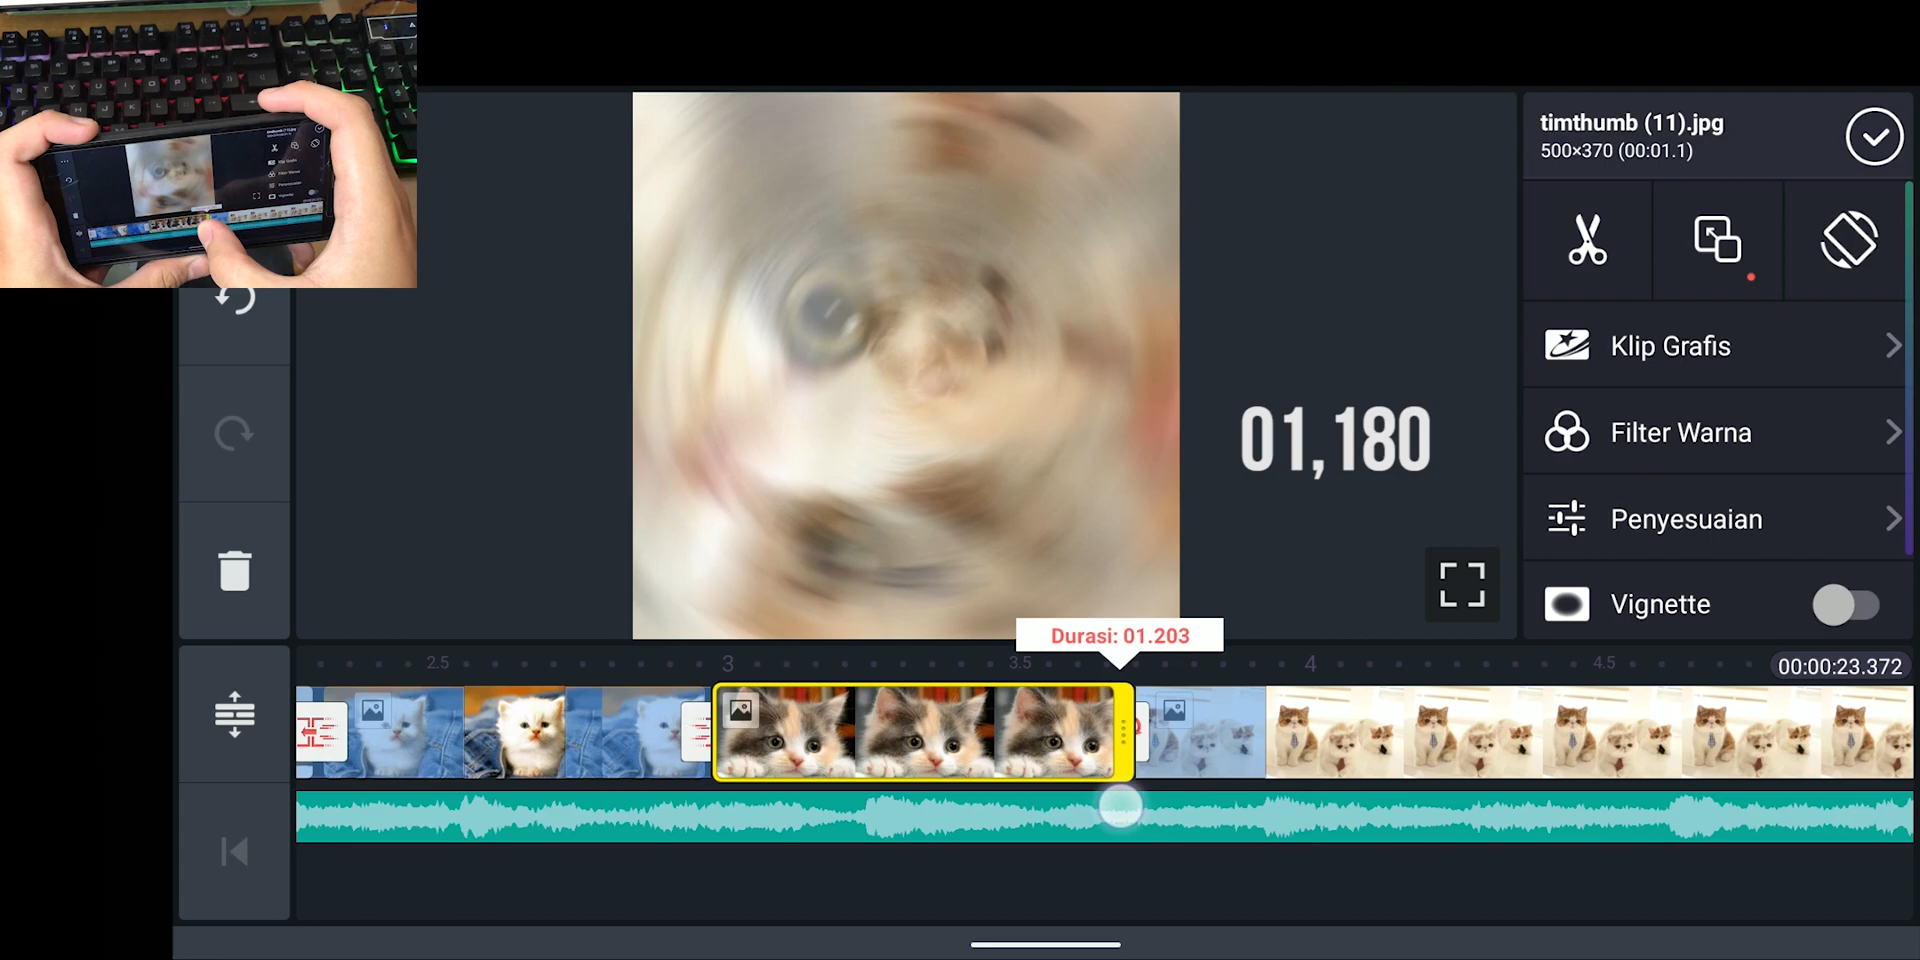 timthumb (11).jpg
500×370 (00:01.1)
Klip Grafis
01,180
Filter Warna
Penyesuaian
Vignette
Durasi: 01.203
2.5
3
3.5
4
4.5
00:00:23.372